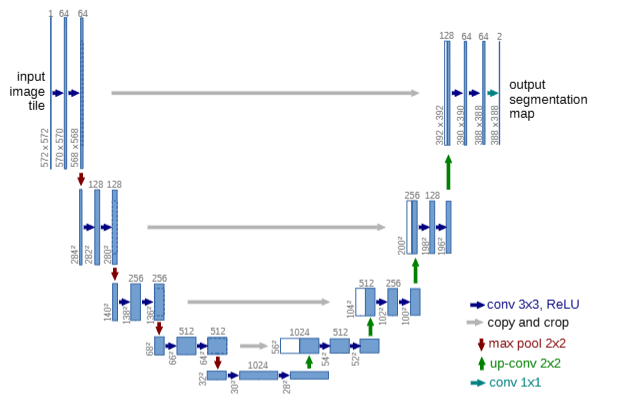 1 64 64
input
image
tile
572 x 572
570 x 570
568 x 568
128 64 64 2
output
segmentation
map
392 x 392
390 x 390
388 x 388
388 x 388
128 128
284²
282²
280²
256 128
200²
198²
196²
256 256
140²
138²
136²
512 256
104²
102²
100²
512 512
68²
66²
64²
1024 512
56²
54²
52²
1024
32²
30²
28²
conv 3x3, ReLU
copy and crop
max pool 2x2
up-conv 2x2
conv 1x1